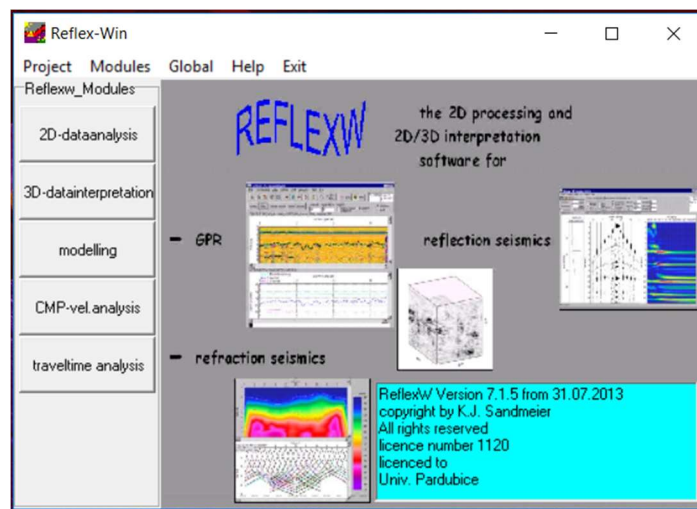 Reflex-Win
Project Modules Global Help Exit
Reflexw_Modules
2D-dataanalysis
3D-datainterpretation
modelling
CMP-vel.analysis
traveltime analysis
REFLEXW
the 2D processing and
2D/3D interpretation
software for
- GPR
reflection seismics
- refraction seismics
ReflexW Version 7.1.5 from 31.07.2013
copyright by K.J. Sandmeier
All rights reserved
licence number 1120
licenced to
Univ. Pardubice